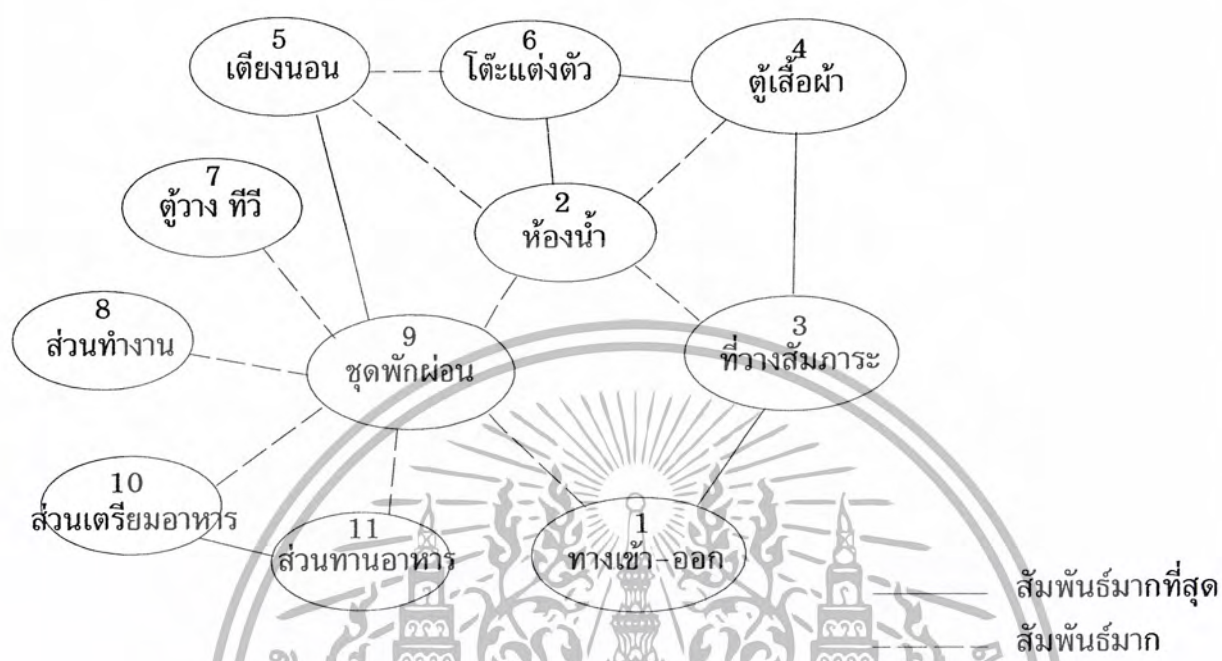 5
เตียงนอน
6
โต๊ะแต่งตัว
4
ตู้เสื้อผ้า
7
ตู้วาง ทีวี
2
ห้องน้ำ
8
ส่วนทำงาน
9
ชุดพักผ่อน
3
ที่วางสัมภาระ
10
ส่วนเตรียมอาหาร
11
ส่วนทานอาหาร
1
ทางเข้า-ออก
สัมพันธ์มากที่สุด
สัมพันธ์มาก